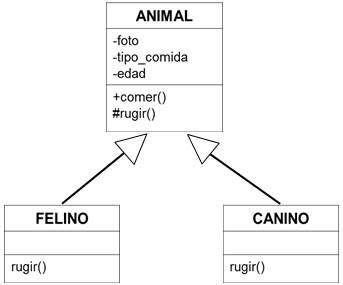 ANIMAL
-foto
-tipo_comida
-edad
+comer()
#rugir()
FELINO
rugir()
CANINO
rugir()